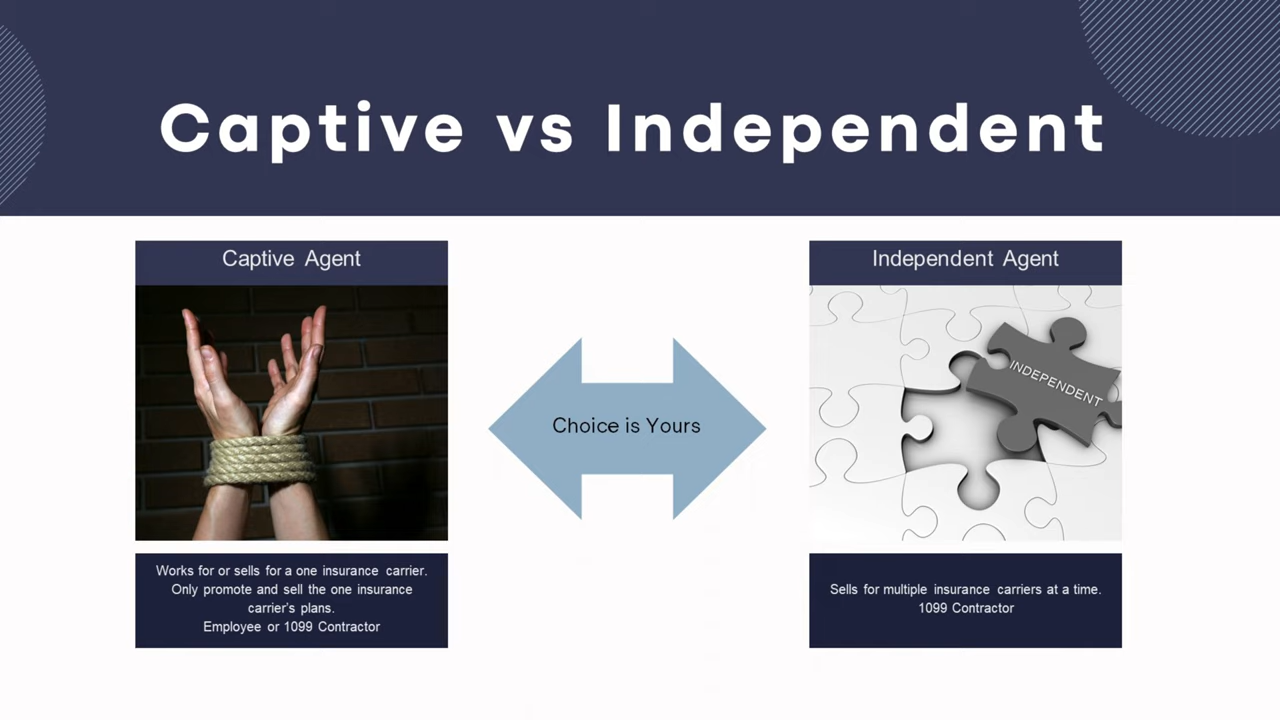 Captive vs Independent
Captive Agent
Independent Agent
INDEPENDENT
Choice is Yours
Works for or sells for a one insurance carrier.
Only promote and sell the one insurance
carrier's plans.
Employee or 1099 Contractor
Sells for multiple insurance carriers at a time.
1099 Contractor